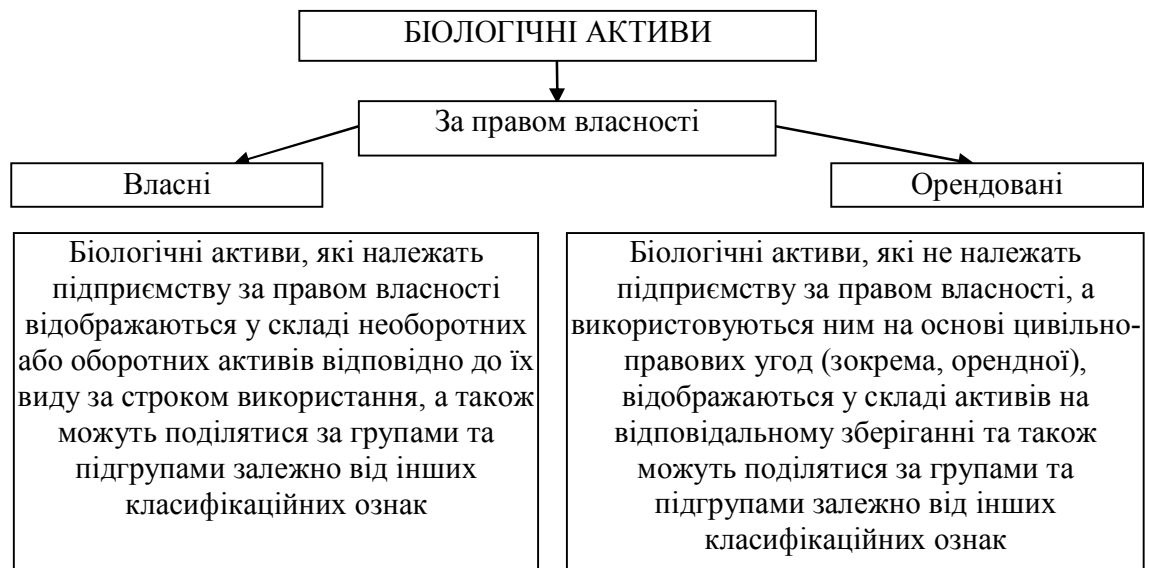 БІОЛОГІЧНІ АКТИВИ
За правом власності
Власні
Орендовані
Біологічні активи, які належать
підприємству за правом власності
відображаються у складі необоротних
або оборотних активів відповідно до їх
виду за строком використання, а також
можуть поділятися за групами та
підгрупами залежно від інших
класифікаційних ознак
Біологічні активи, які не належать
підприємству за правом власності, а
використовуються ним на основі цивільно-
правових угод (зокрема, орендної),
відображаються у складі активів на
відповідальному зберіганні та також
можуть поділятися за групами та
підгрупами залежно від інших
класифікаційних ознак